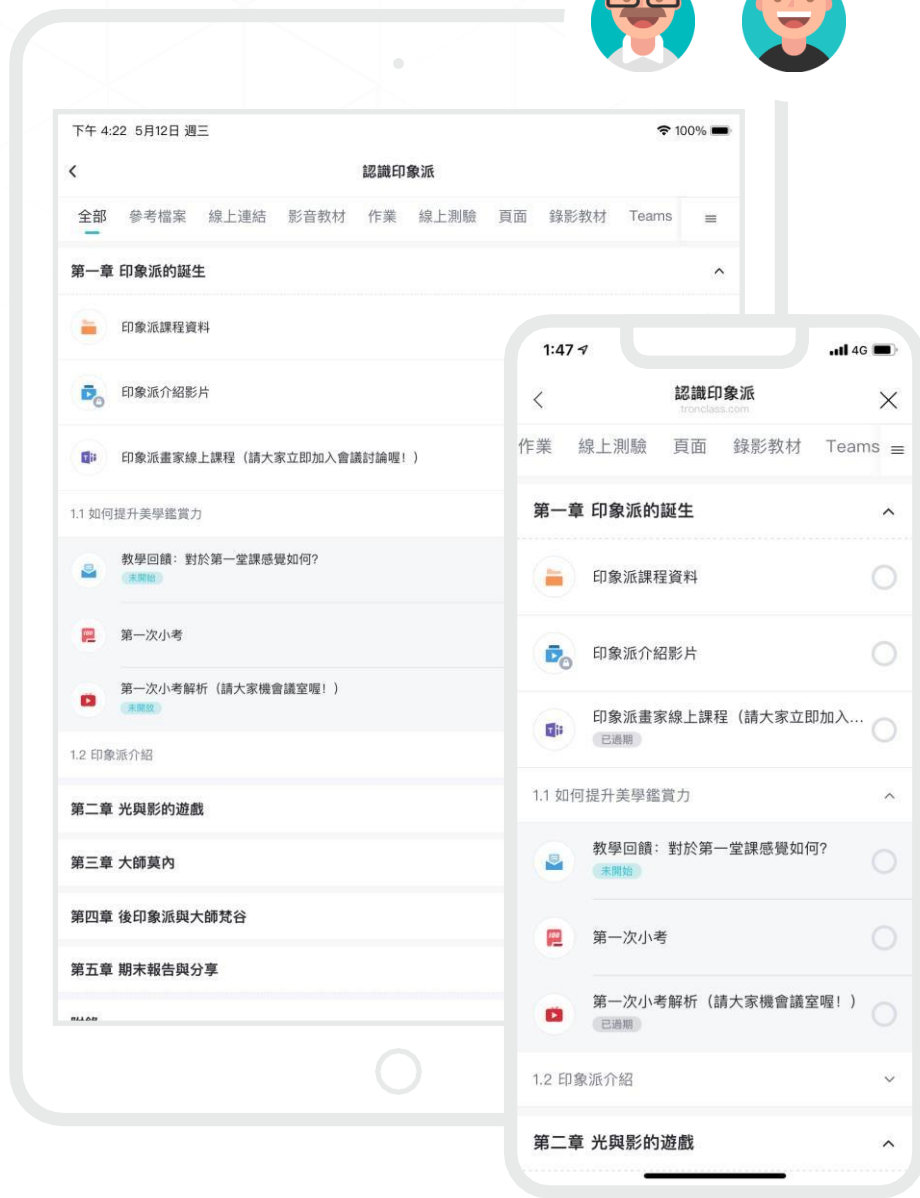 下午 4:22 5月12日 週三
100%
認識印象派
全部 參考檔案 線上連結 影音教材 作業 線上測驗 頁面 錄影教材 Teams
第一章 印象派的誕生
印象派課程資料
印象派介紹影片
印象派畫家線上課程（請大家立即加入會議討論喔！）
1.1 如何提升美學鑑賞力
教學回饋：對於第一堂課感覺如何?
未開始
第一次小考
第一次小考解析（請大家機會議室喔！）
未開放
1.2 印象派介紹
第二章 光與影的遊戲
第三章 大師莫內
第四章 後印象派與大師梵谷
第五章 期末報告與分享
1:47
4G
認識印象派
tronclass.com
作業 線上測驗 頁面 錄影教材 Teams
第一章 印象派的誕生
印象派課程資料
印象派介紹影片
印象派畫家線上課程（請大家立即加入...
已過期
1.1 如何提升美學鑑賞力
教學回饋：對於第一堂課感覺如何?
未開始
第一次小考
第一次小考解析（請大家機會議室喔！）
已過期
1.2 印象派介紹
第二章 光與影的遊戲